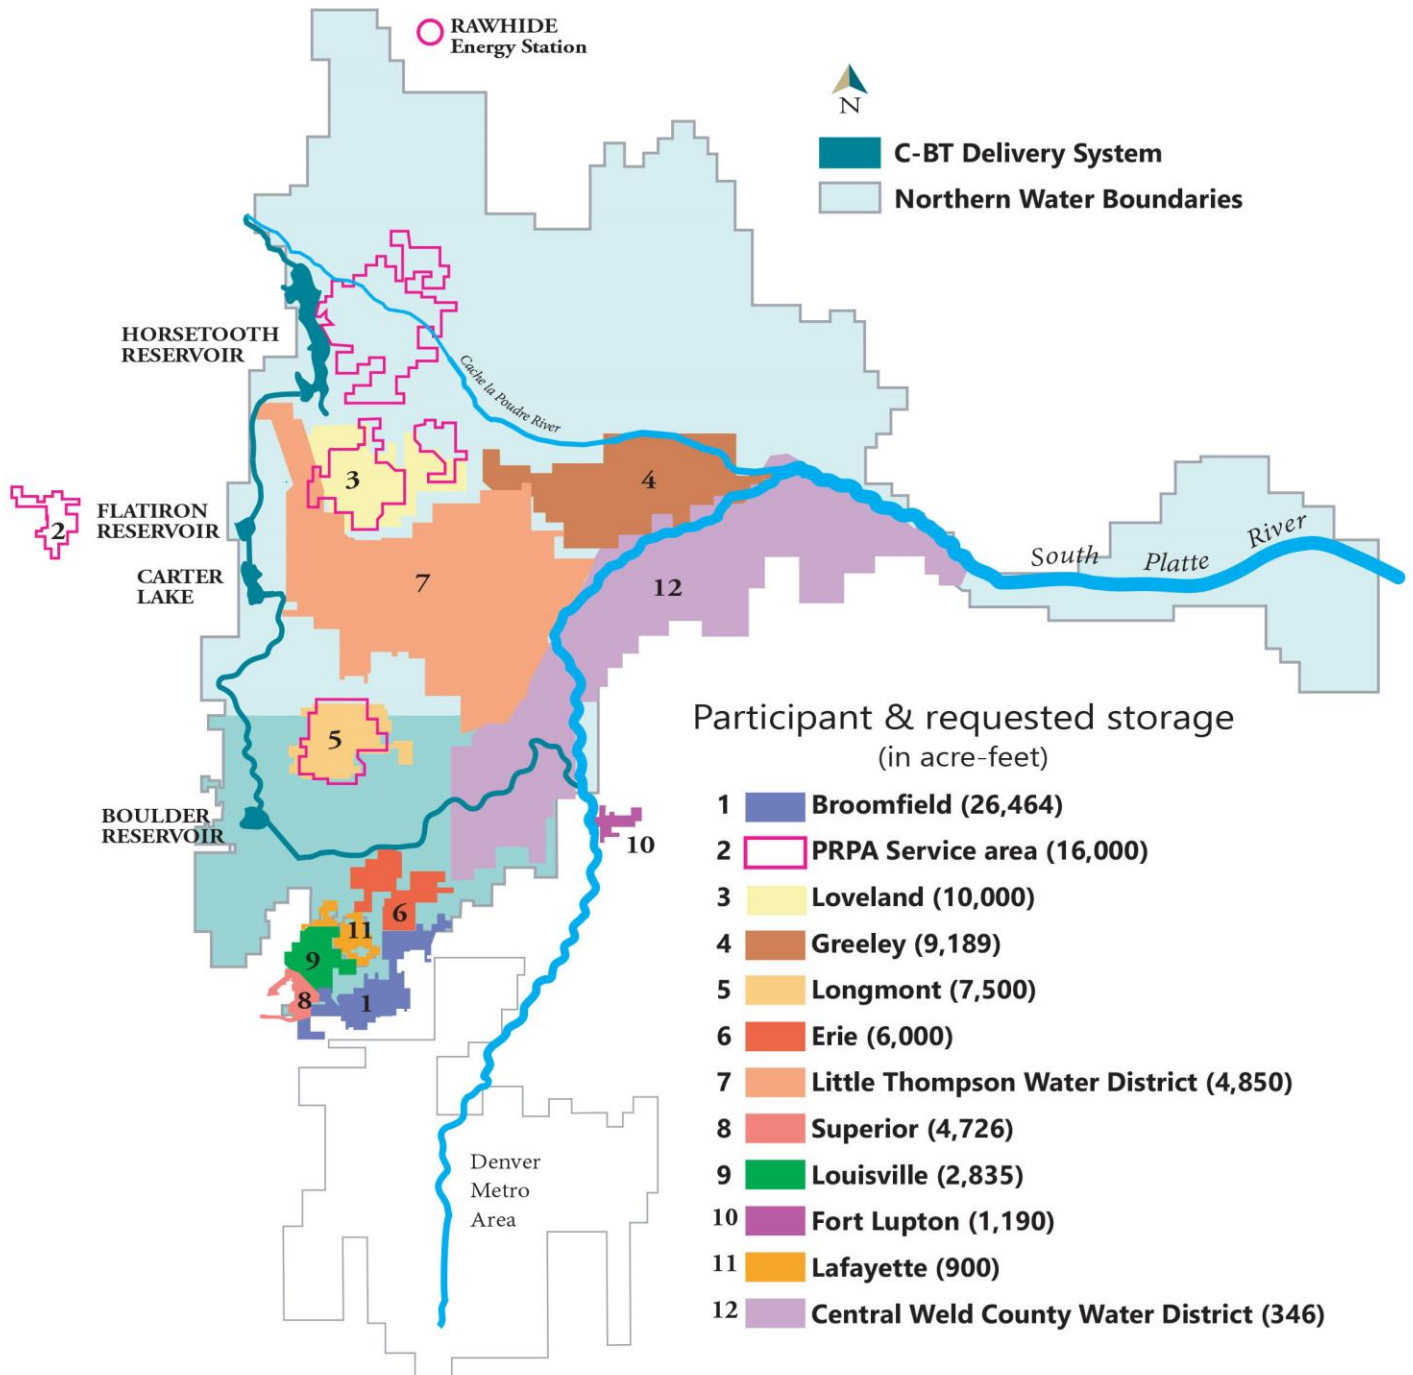 RAWHIDE
Energy Station
N
C-BT Delivery System
Northern Water Boundaries
HORSETOOTH
RESERVOIR
Cache la Poudre River
3
4
2
FLATIRON
RESERVOIR
CARTER
LAKE
7
12
South Platte River
5
BOULDER
RESERVOIR
10
6
11
9
8
1
Denver
Metro
Area
Participant & requested storage
(in acre-feet)
1 Broomfield (26,464)
2 PRPA Service area (16,000)
3 Loveland (10,000)
4 Greeley (9,189)
5 Longmont (7,500)
6 Erie (6,000)
7 Little Thompson Water District (4,850)
8 Superior (4,726)
9 Louisville (2,835)
10 Fort Lupton (1,190)
11 Lafayette (900)
12 Central Weld County Water District (346)